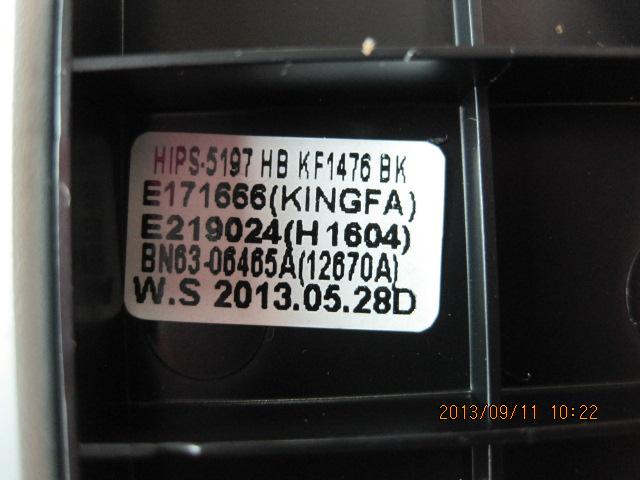 HIPS-5197 HB KF1476 BK
E171666(KINGFA)
E219024(H1604)
BN63-06465A(12670A)
W.S 2013.05.28D
2013/09/11 10:22